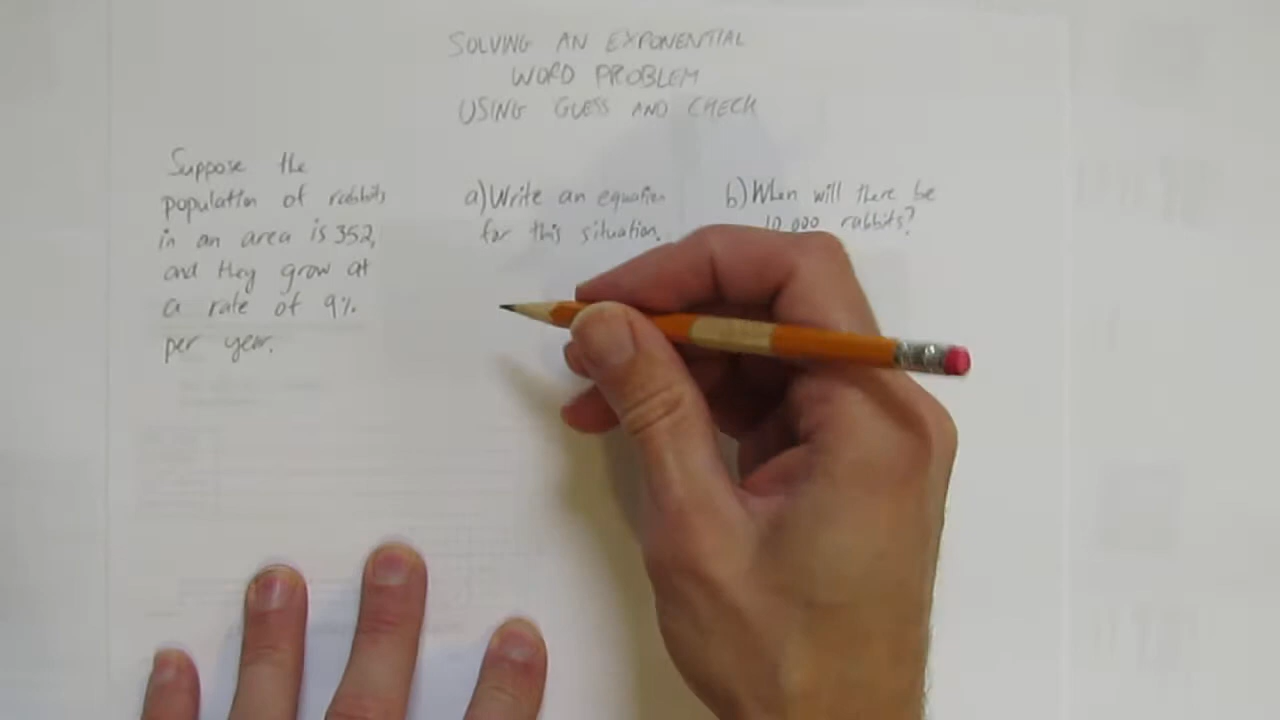 SOLVING AN EXPONENTIAL
WORD PROBLEM
USING GUESS AND CHECK
Suppose the
population of rabbits
in an area is 352,
and they grow at
a rate of 9%
per year.
a) Write an equation
for this situation.
b) When will there be
10,000 rabbits?